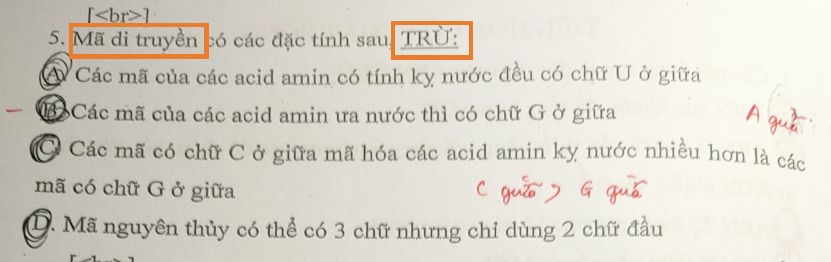 [<br>]
5. Mã di truyền có các đặc tính sau, TRỪ:
A. Các mã của các acid amin có tính kỵ nước đều có chữ U ở giữa
B. Các mã của các acid amin ưa nước thì có chữ G ở giữa
A giữa
C. Các mã có chữ C ở giữa mã hóa các acid amin kỵ nước nhiều hơn là các
mã có chữ G ở giữa
C giữa > G giữa
D. Mã nguyên thủy có thể có 3 chữ nhưng chỉ dùng 2 chữ đầu